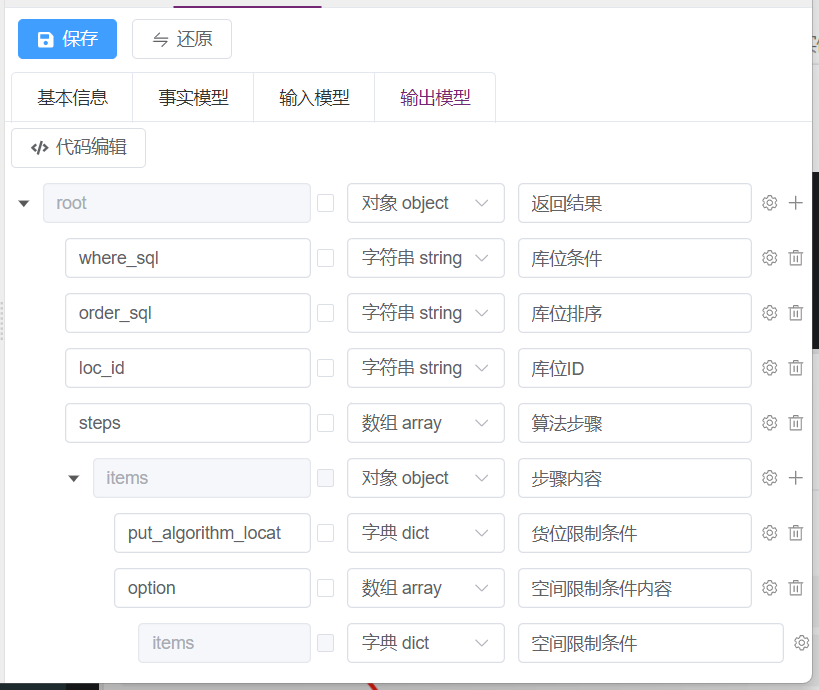 保存 还原
基本信息 事实模型 输入模型 输出模型
代码编辑
root 对象 object 返回结果
where_sql 字符串 string 库位条件
order_sql 字符串 string 库位排序
loc_id 字符串 string 库位ID
steps 数组 array 算法步骤
items 对象 object 步骤内容
put_algorithm_locat 字典 dict 货位限制条件
option 数组 array 空间限制条件内容
items 字典 dict 空间限制条件